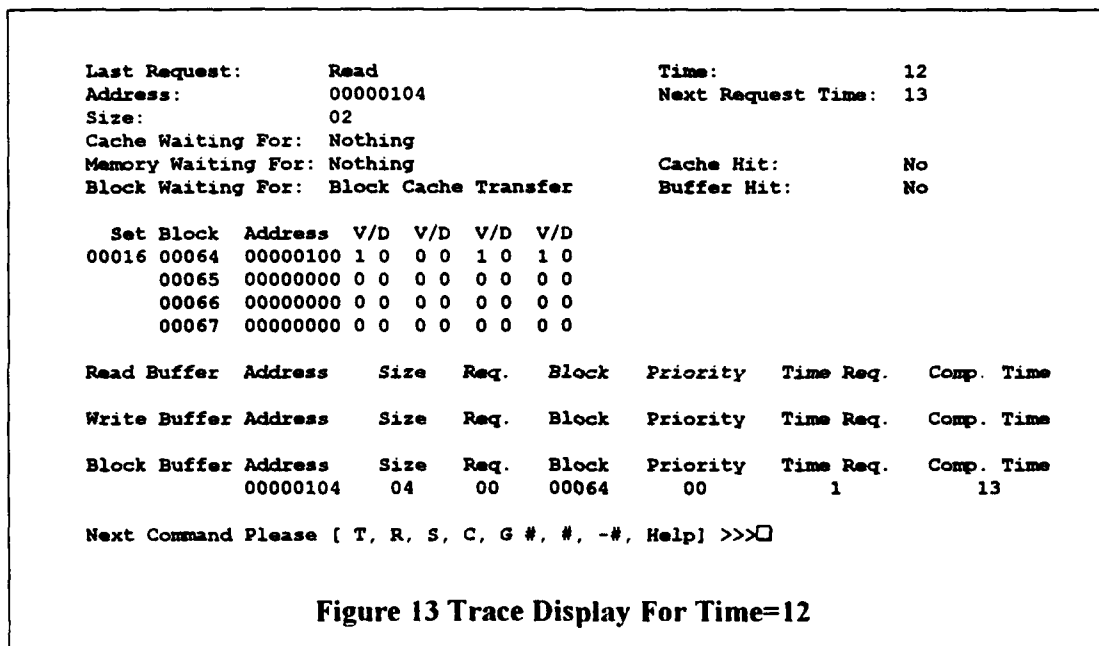 Last Request: Read Time: 12
Address: 00000104 Next Request Time: 13
Size: 02
Cache Waiting For: Nothing
Memory Waiting For: Nothing Cache Hit: No
Block Waiting For: Block Cache Transfer Buffer Hit: No
Set Block Address V/D V/D V/D V/D
00016 00064 00000100 1 0 0 0 1 0 1 0
00065 00000000 0 0 0 0 0 0 0 0
00066 00000000 0 0 0 0 0 0 0 0
00067 00000000 0 0 0 0 0 0 0 0
Read Buffer Address Size Req. Block Priority Time Req. Comp. Time
Write Buffer Address Size Req. Block Priority Time Req. Comp. Time
Block Buffer Address Size Req. Block Priority Time Req. Comp. Time
00000104 04 00 00064 00 1 13
Next Command Please [ T, R, S, C, G #, #, -#, Help] >>>
Figure 13 Trace Display For Time=12